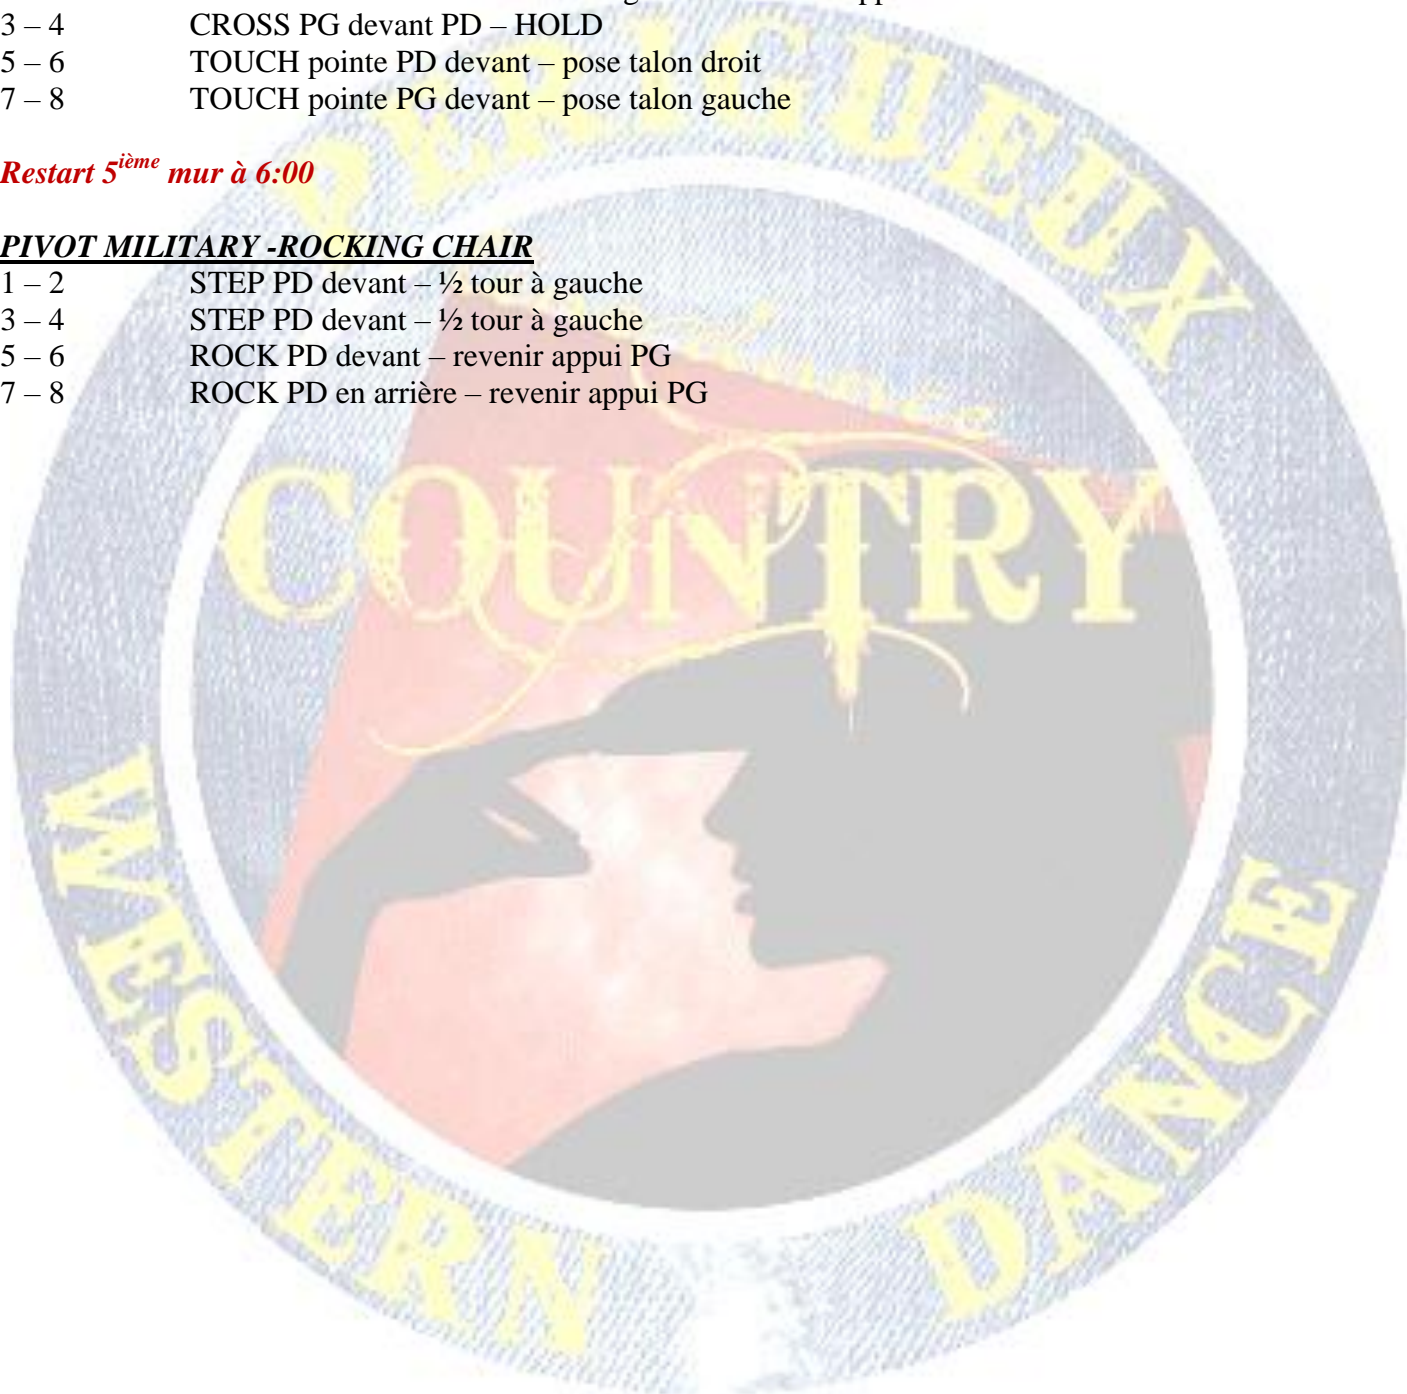 3 – 4 CROSS PG devant PD – HOLD
5 – 6 TOUCH pointe PD devant – pose talon droit
7 – 8 TOUCH pointe PG devant – pose talon gauche
Restart 5ième mur à 6:00
PIVOT MILITARY -ROCKING CHAIR
1 – 2 STEP PD devant – ½ tour à gauche
3 – 4 STEP PD devant – ½ tour à gauche
5 – 6 ROCK PD devant – revenir appui PG
7 – 8 ROCK PD en arrière – revenir appui PG
PERIGUEUX
COUNTRY
WESTERN
DANCE